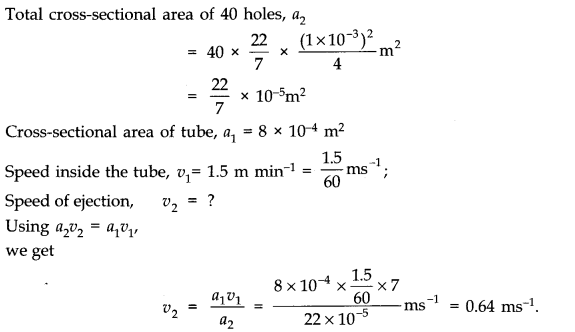 Total cross-sectional area of 40 holes, a₂
= 40 × 22/7 × (1×10⁻³)²/4 m²
= 22/7 × 10⁻⁵m²
Cross-sectional area of tube, a₁ = 8 × 10⁻⁴ m²
Speed inside the tube, v₁= 1.5 m min⁻¹ = 1.5/60 ms⁻¹;
Speed of ejection, v₂ = ?
Using a₂v₂ = a₁v₁,
we get
v₂ = a₁v₁/a₂ = (8×10⁻⁴ × 1.5/60 ×7)/(22×10⁻⁵) ms⁻¹ = 0.64 ms⁻¹.